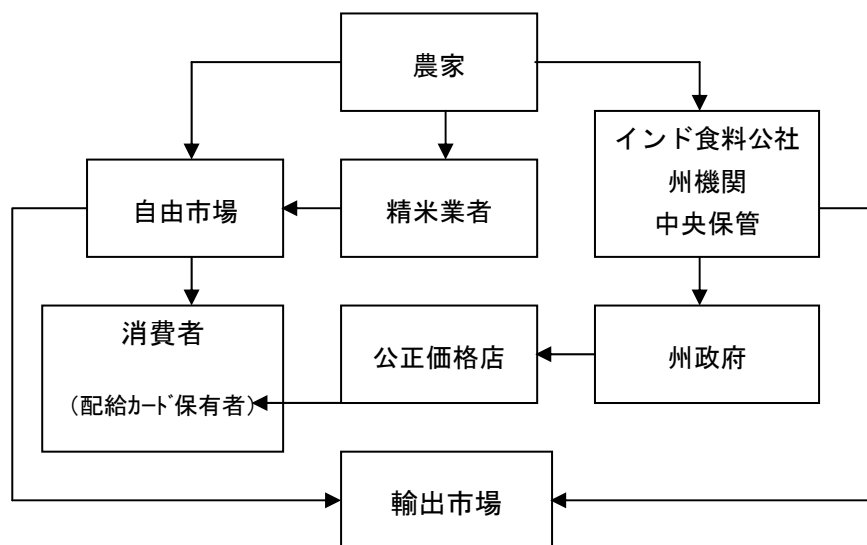 農家
インド食料公社
州機関
中央保管
自由市場
精米業者
消費者
(配給ｶｰﾄﾞ保有者)
公正価格店
州政府
輸出市場